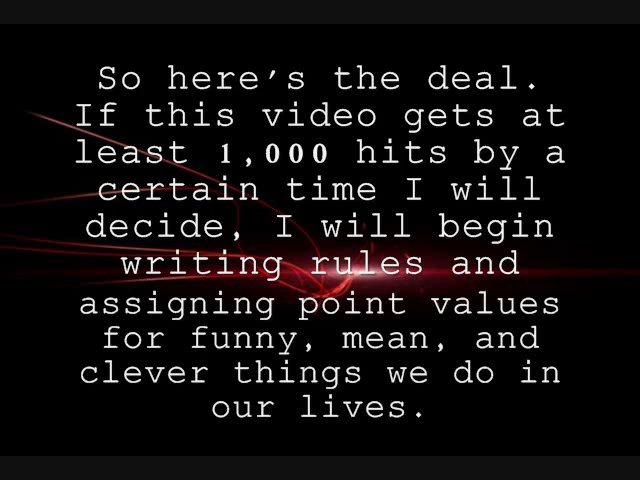 So here's the deal.
If this video gets at
least 1,000 hits by a
certain time I will
decide, I will begin
writing rules and
assigning point values
for funny, mean, and
clever things we do in
our lives.